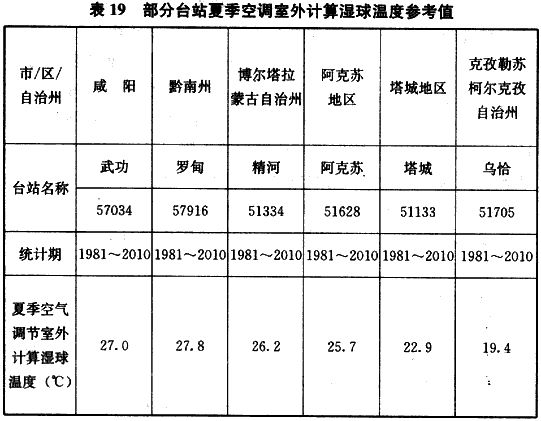 表 19 部分台站夏季空调室外计算湿球温度参考值
市/区/自治州 咸 阳 黔南州 博尔塔拉蒙古自治州 阿克苏地区 塔城地区 克孜勒苏柯尔克孜自治州
台站名称 武功 罗甸 精河 阿克苏 塔城 乌恰
57034 57916 51334 51628 51133 51705
统计期 1981～2010 1981～2010 1981～2010 1981～2010 1981～2010 1981～2010
夏季空气调节室外计算湿球温度（℃） 27.0 27.8 26.2 25.7 22.9 19.4